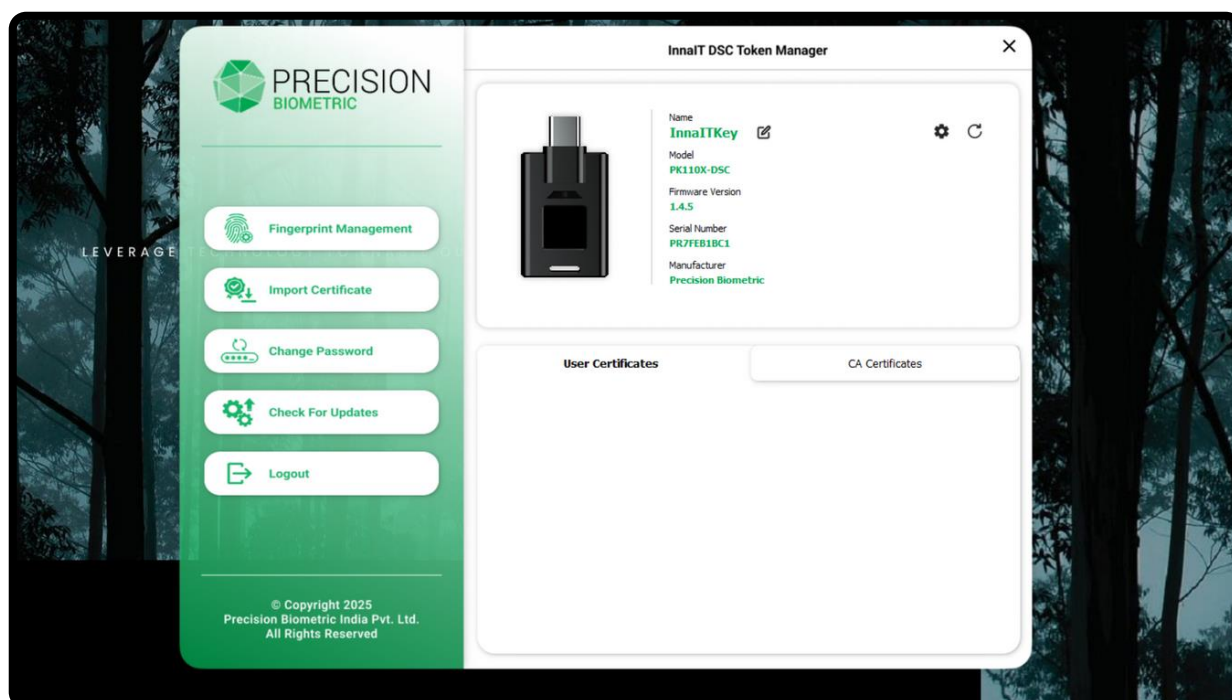 PRECISION
BIOMETRIC
Fingerprint Management
LEVERAGE
Import Certificate
Change Password
Check For Updates
Logout
© Copyright 2025
Precision Biometric India Pvt. Ltd.
All Rights Reserved
InnaIT DSC Token Manager
Name
InnaITKey
Model
PK110X-DSC
Firmware Version
1.4.5
Serial Number
PR7FEB1BC1
Manufacturer
Precision Biometric
User Certificates
CA Certificates